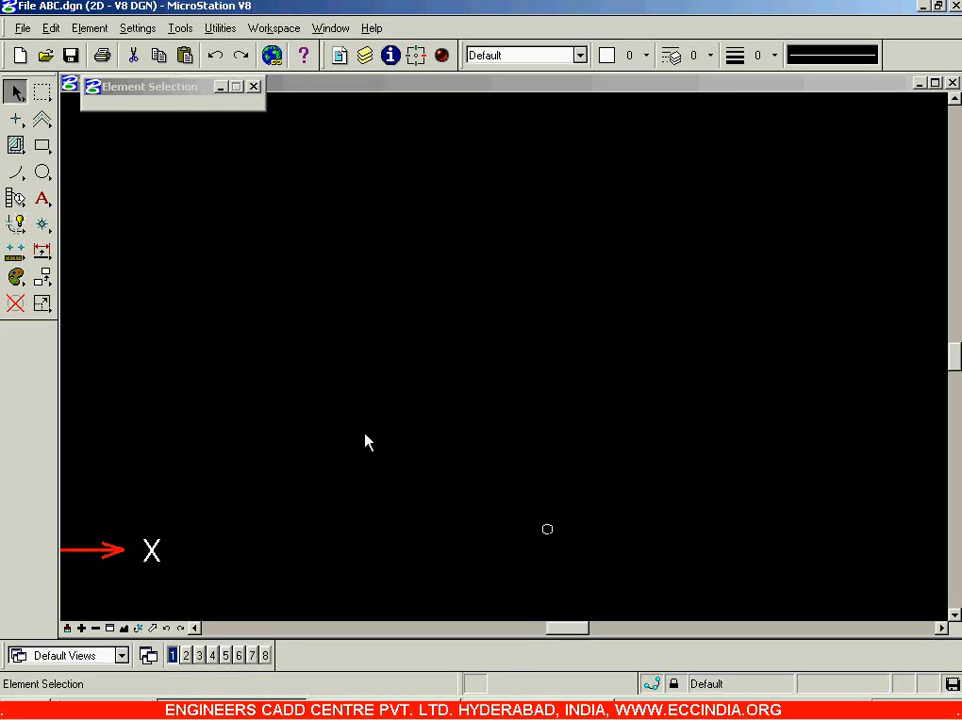 File ABC.dgn (2D - V8 DGN) - MicroStation V8
File Edit Element Settings Tools Utilities Workspace Window Help
Default 0 0 0
Element Selection
A
X
Default Views 1 2 3 4 5 6 7 8
Element Selection Default
ENGINEERS CADD CENTRE PVT. LTD. HYDERABAD, INDIA, WWW.ECCINDIA.ORG